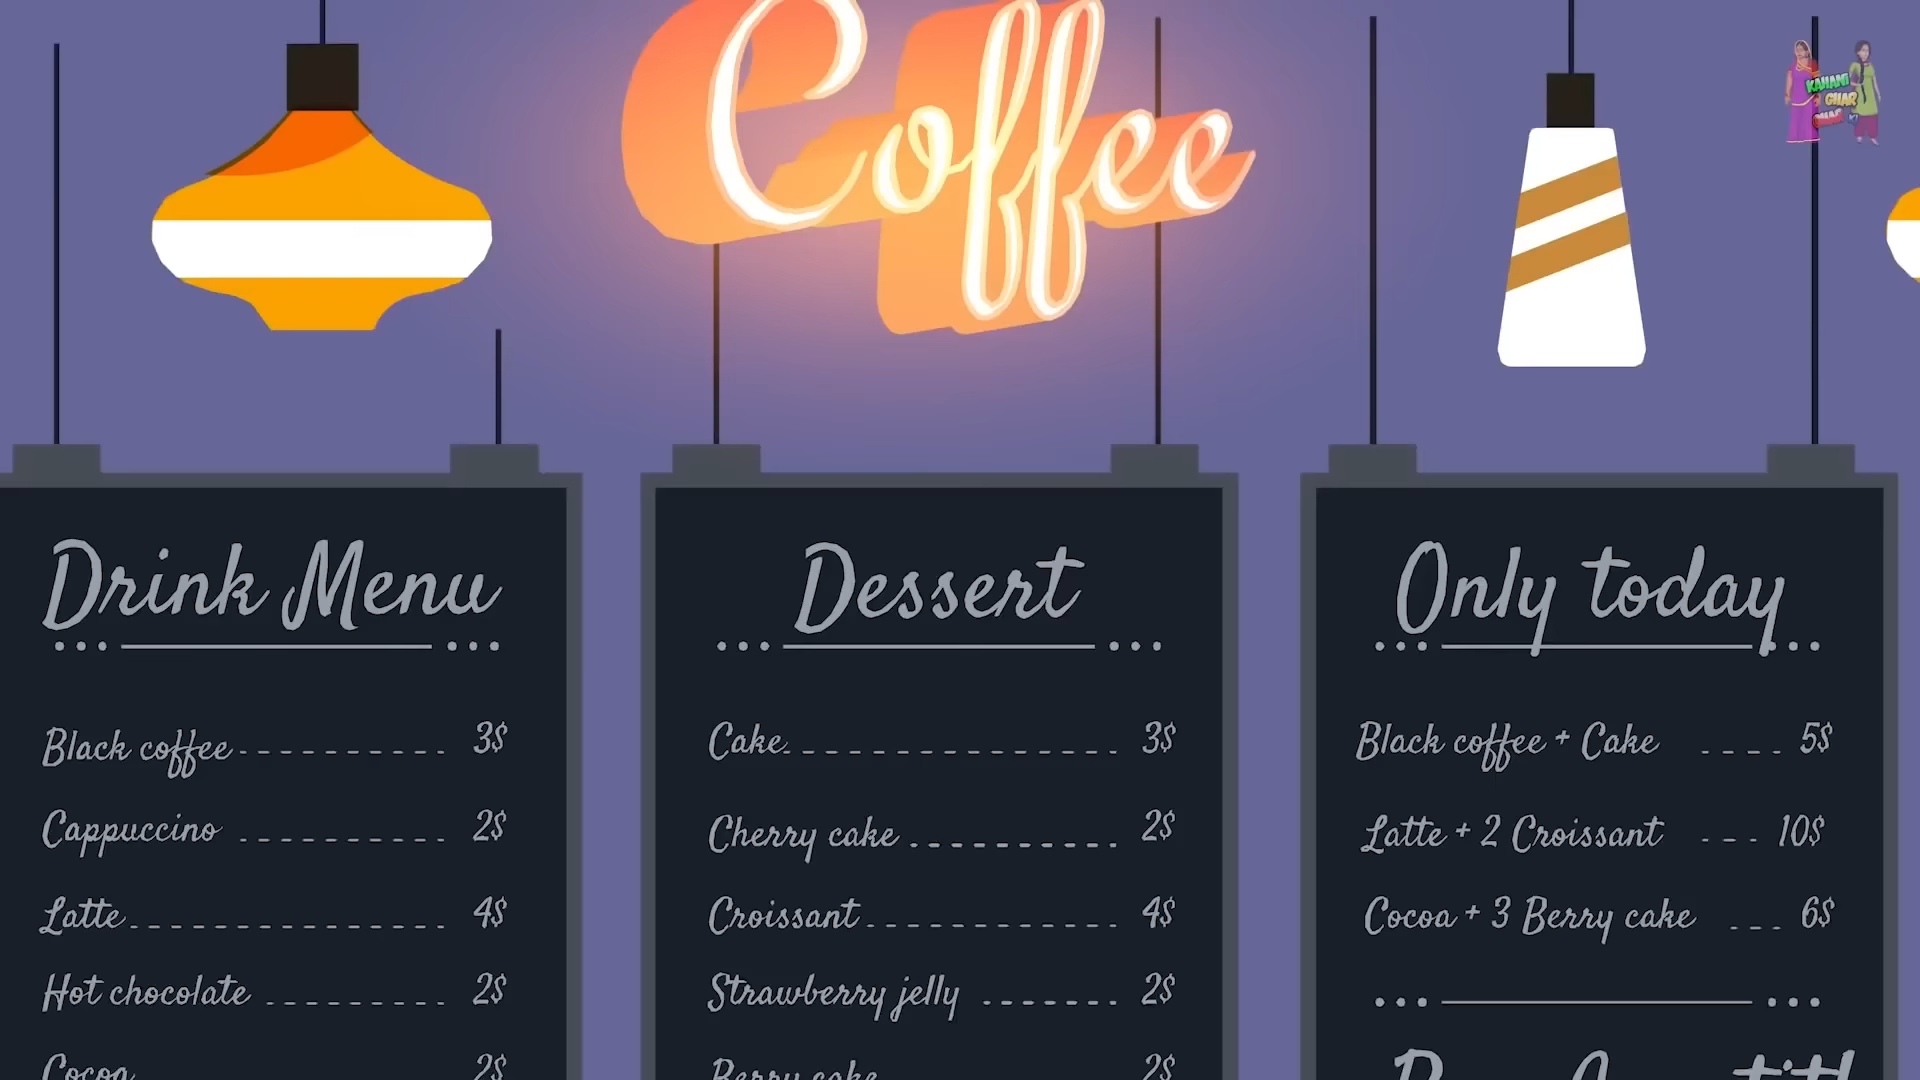 Coffee
KAHANI
GHAR
Drink Menu
Black coffee 3$
Cappuccino 2$
Latte 4$
Hot chocolate 2$
Cocoa 2$
Dessert
Cake 3$
Cherry cake 2$
Croissant 4$
Strawberry jelly 2$
Berry cake 2$
Only today
Black coffee + Cake 5$
Latte + 2 Croissant 10$
Cocoa + 3 Berry cake 6$